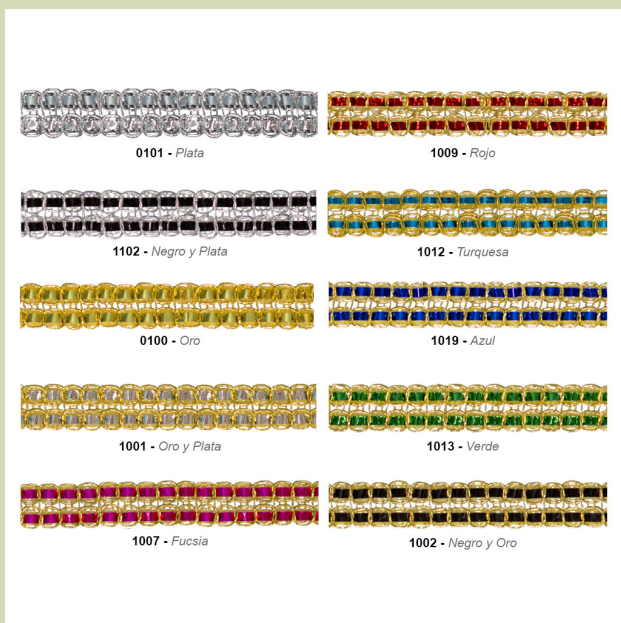 0101 - Plata
1009 - Rojo
1102 - Negro y Plata
1012 - Turquesa
0100 - Oro
1019 - Azul
1001 - Oro y Plata
1013 - Verde
1007 - Fucsia
1002 - Negro y Oro